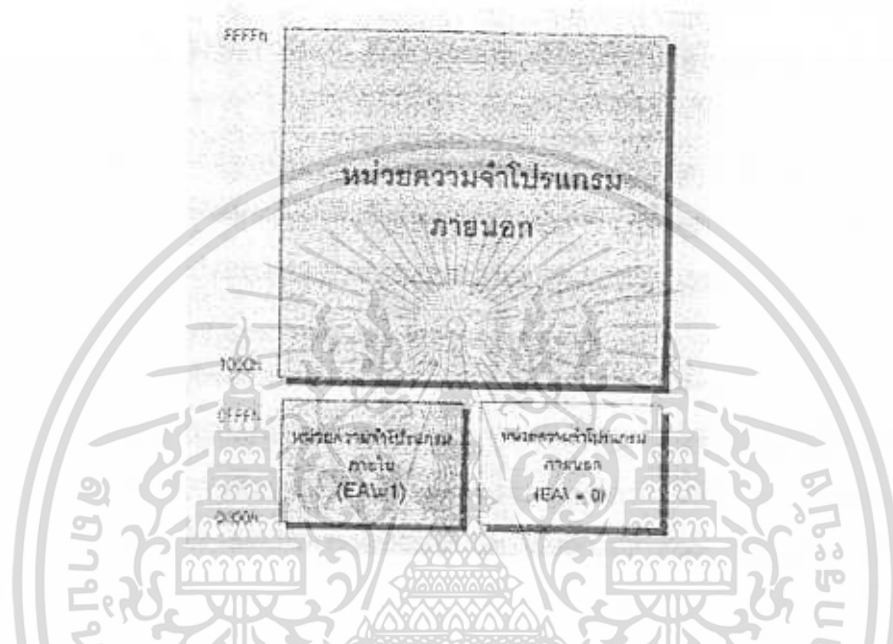 FFFFh
หน่วยความจำโปรแกรม
ภายนอก
1000h
0FFFh
หน่วยความจำโปรแกรม
ภายใน
(EA\=1)
หน่วยความจำโปรแกรม
ภายนอก
(EA\ = 0)
0000h